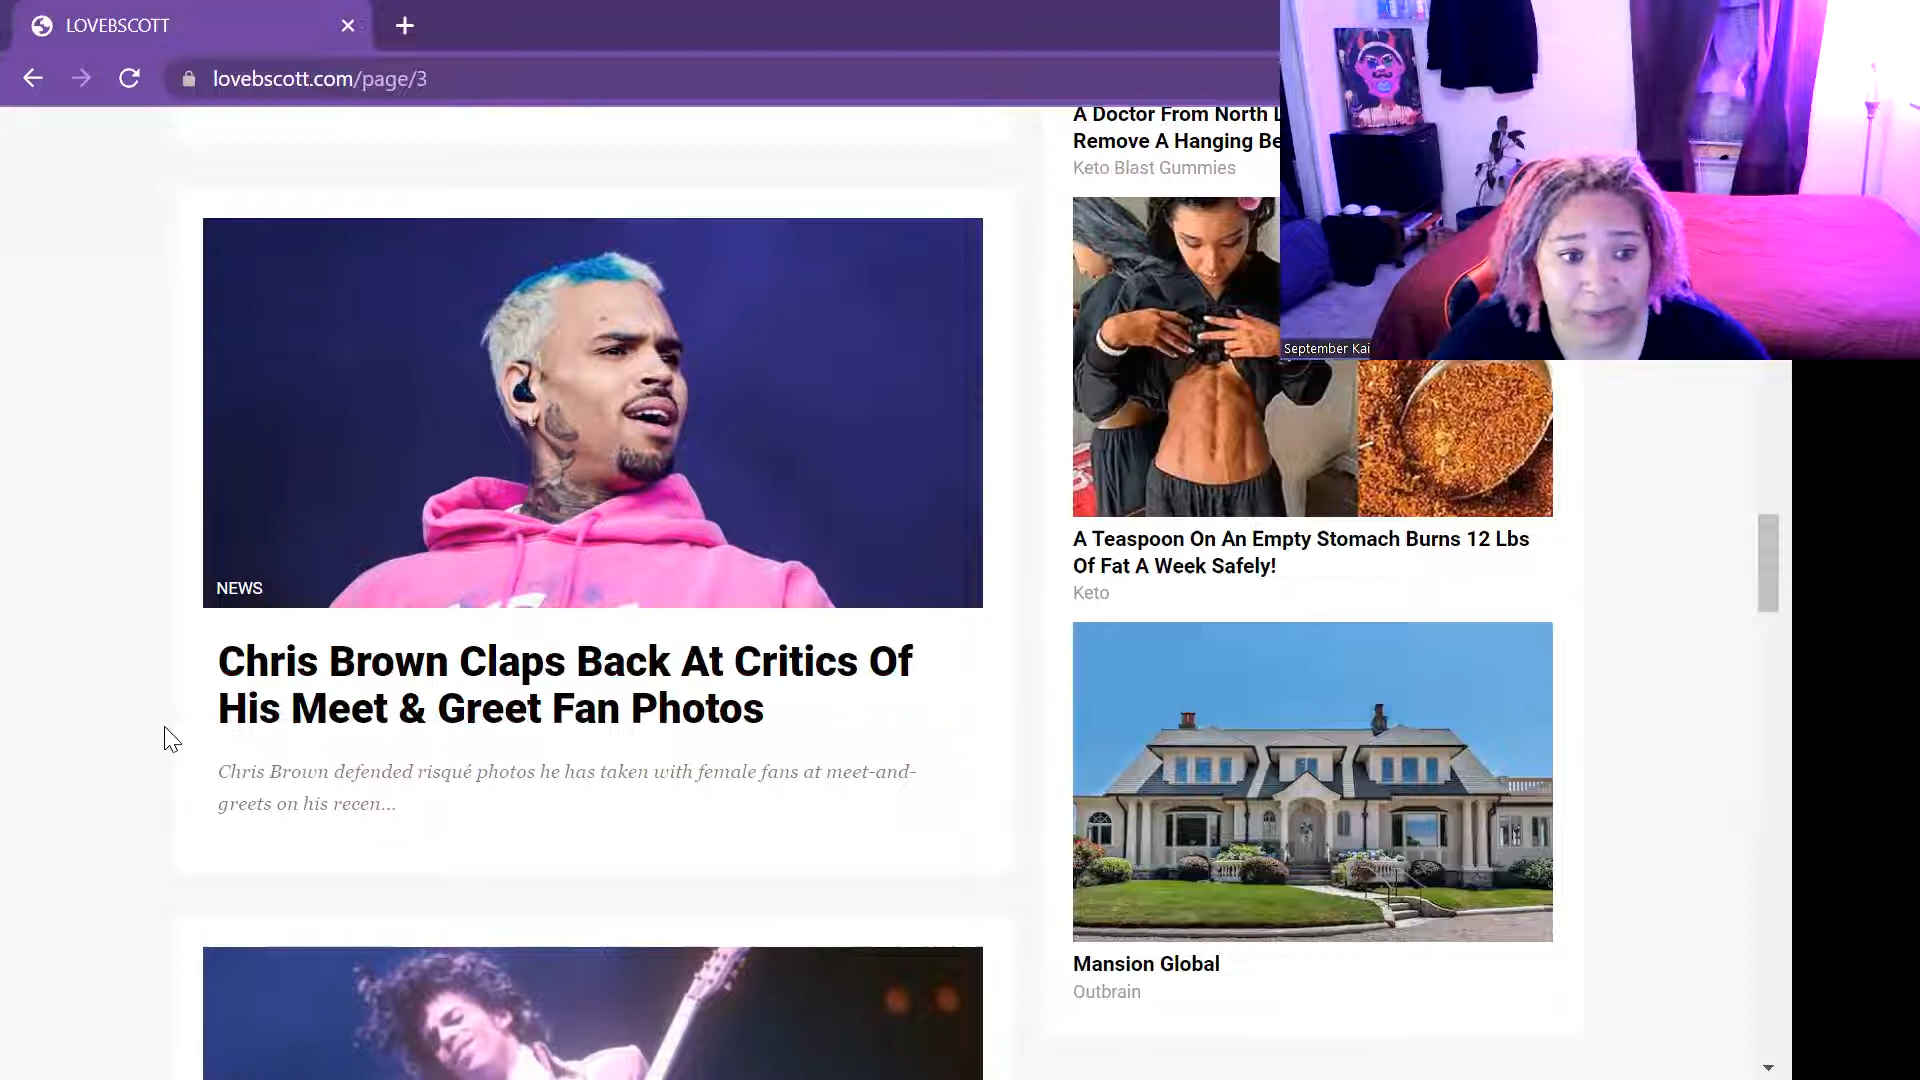 LOVEBSCOTT
lovebscott.com/page/3
A Doctor From North
Remove A Hanging
Keto Blast Gummies
September Kai
NEWS
Chris Brown Claps Back At Critics Of
His Meet & Greet Fan Photos
Chris Brown defended risqué photos he has taken with female fans at meet-and-
greets on his recen...
A Teaspoon On An Empty Stomach Burns 12 Lbs
Of Fat A Week Safely!
Keto
Mansion Global
Outbrain